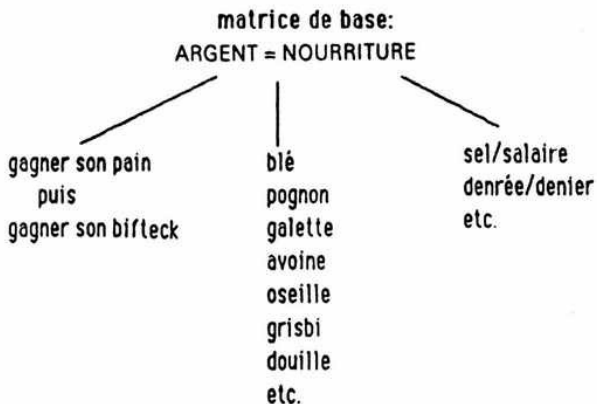 matrice de base:
ARGENT = NOURRITURE
gagner son pain
puis
gagner son bifteck
blé
pognon
galette
avoine
oseille
grisbi
douille
etc.
sel/salaire
denrée/denier
etc.